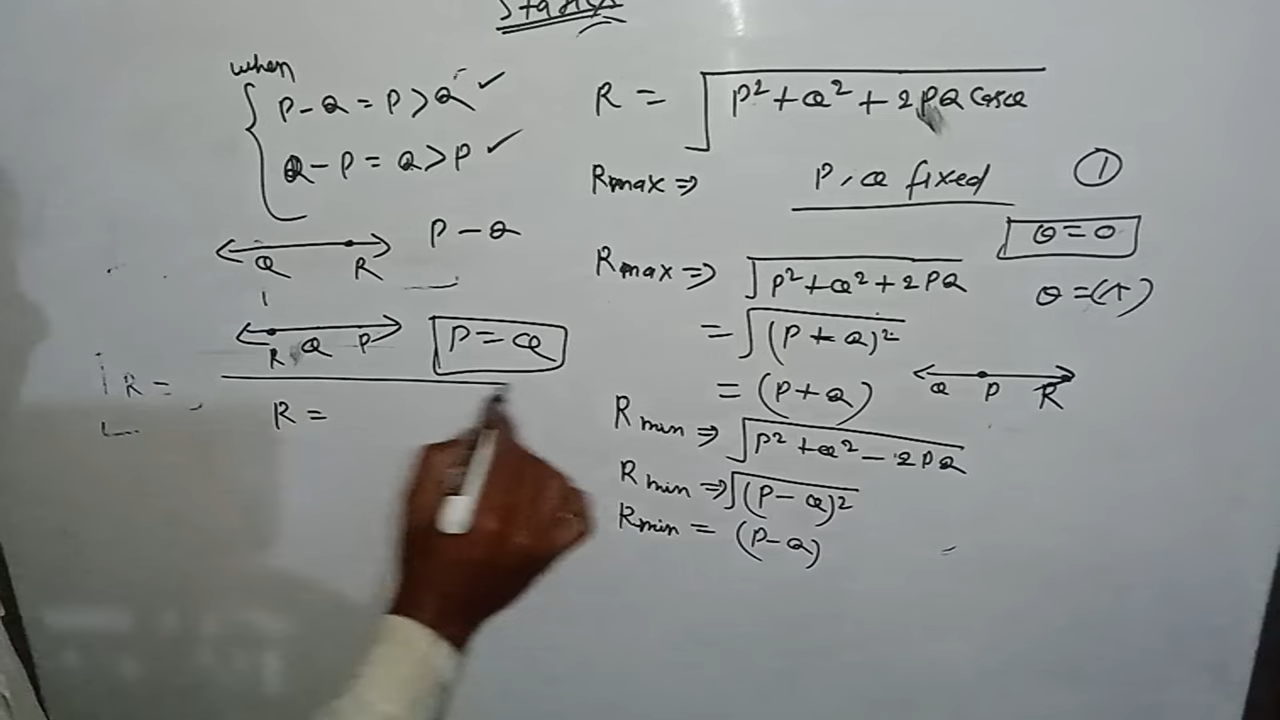 Statics
when
P - Q = P > Q ✓
Q - P = Q > P ✓
P - Q
Q R
R Q P
P = Q
R =
R =
R = √P² + Q² + 2PQ cosα
Rmax ⇒ P, Q fixed ①
θ = 0
Rmax ⇒ √P² + Q² + 2PQ
θ = (π)
= √(P + Q)²
= (P + Q)
Q P R
Rmin ⇒ √P² + Q² - 2PQ
Rmin ⇒ √(P - Q)²
Rmin = (P - Q)